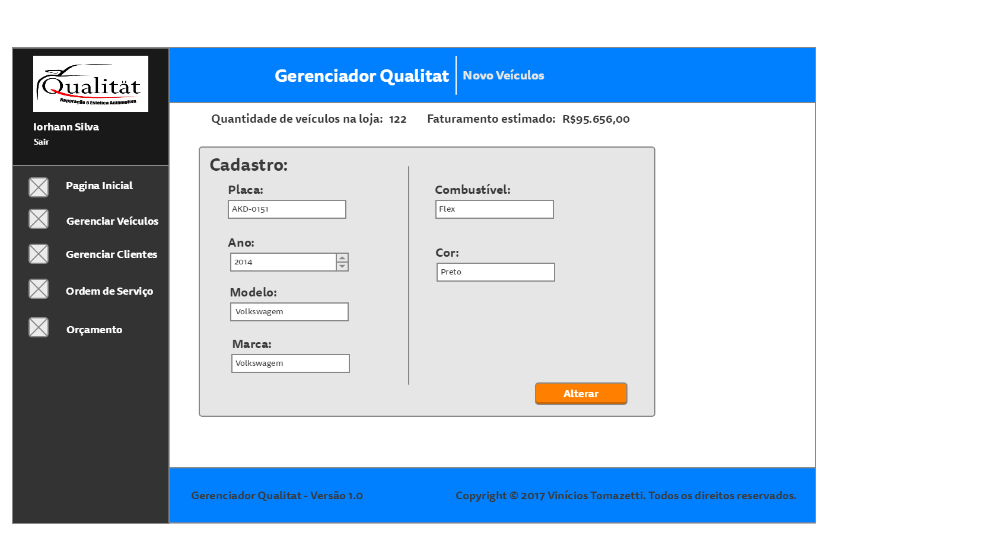 Qualität
Reparação e Estética Automotiva
Iorhann Silva
Sair
Pagina Inicial
Gerenciar Veículos
Gerenciar Clientes
Ordem de Serviço
Orçamento
Gerenciador Qualitat
Novo Veículos
Quantidade de veículos na loja: 122 Faturamento estimado: R$95.656,00
Cadastro:
Placa:
AKD-0151
Ano:
2014
Modelo:
Volkswagem
Marca:
Volkswagem
Combustível:
Flex
Cor:
Preto
Alterar
Gerenciador Qualitat - Versão 1.0
Copyright © 2017 Vinícios Tomazetti. Todos os direitos reservados.